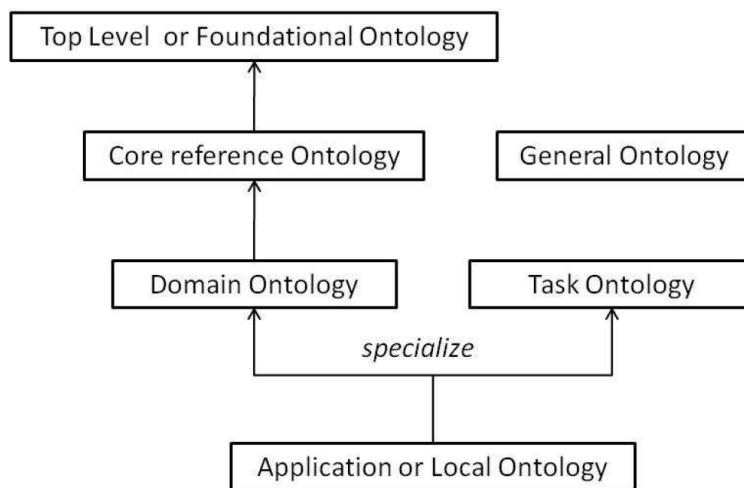 Top Level or Foundational Ontology
Core reference Ontology
General Ontology
Domain Ontology
Task Ontology
specialize
Application or Local Ontology